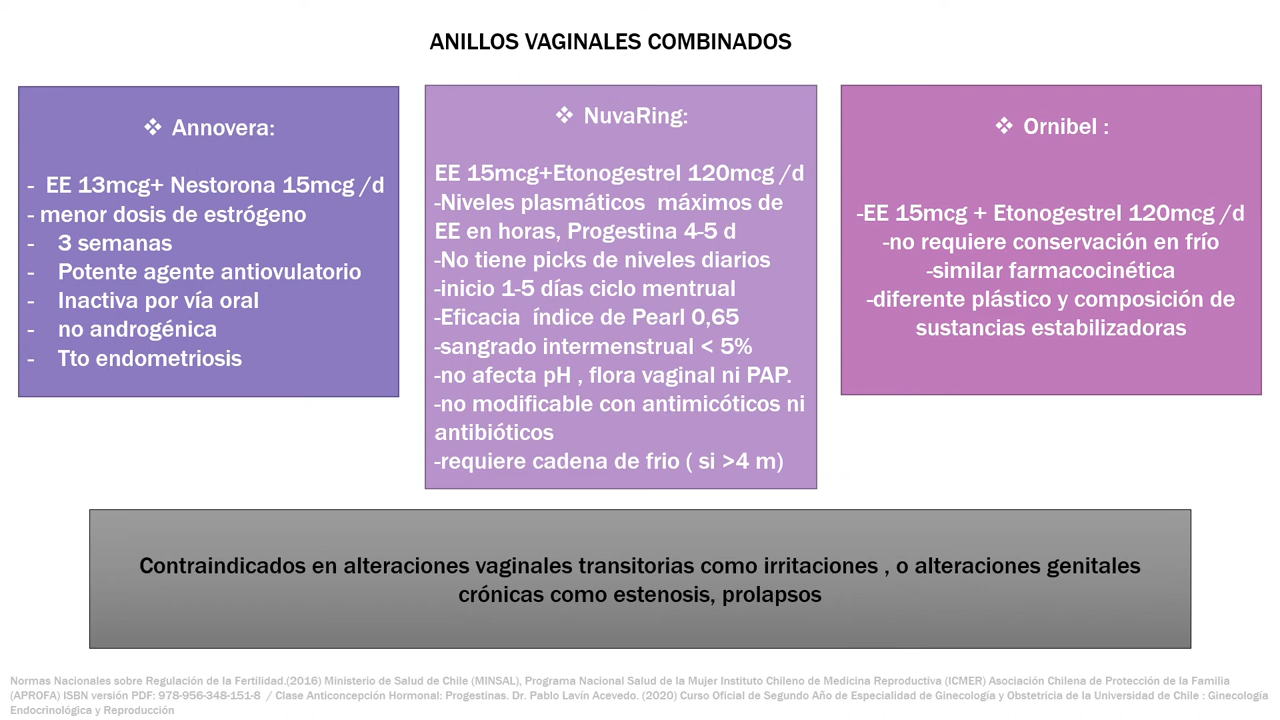 ANILLOS VAGINALES COMBINADOS
❖ Annovera:
- EE 13mcg+ Nestorona 15mcg /d
- menor dosis de estrógeno
- 3 semanas
- Potente agente antiovulatorio
- Inactiva por vía oral
- no androgénica
- Tto endometriosis
❖ NuvaRing:
EE 15mcg+Etonogestrel 120mcg /d
-Niveles plasmáticos máximos de
EE en horas, Progestina 4-5 d
-No tiene picks de niveles diarios
-inicio 1-5 días ciclo mentrual
-Eficacia índice de Pearl 0,65
-sangrado intermenstrual < 5%
-no afecta pH , flora vaginal ni PAP.
-no modificable con antimicóticos ni
antibióticos
-requiere cadena de frio ( si >4 m)
❖ Ornibel :
-EE 15mcg + Etonogestrel 120mcg /d
-no requiere conservación en frío
-similar farmacocinética
-diferente plástico y composición de
sustancias estabilizadoras
Contraindicados en alteraciones vaginales transitorias como irritaciones , o alteraciones genitales
crónicas como estenosis, prolapsos
Normas Nacionales sobre Regulación de la Fertilidad.(2016) Ministerio de Salud de Chile (MINSAL), Programa Nacional Salud de la Mujer Instituto Chileno de Medicina Reproductiva (ICMER) Asociación Chilena de Protección de la Familia
(APROFA) ISBN versión PDF: 978-956-348-151-8 / Clase Anticoncepción Hormonal: Progestinas. Dr. Pablo Lavín Acevedo. (2020) Curso Oficial de Segundo Año de Especialidad de Ginecología y Obstetricia de la Universidad de Chile : Ginecología
Endocrinológica y Reproducción